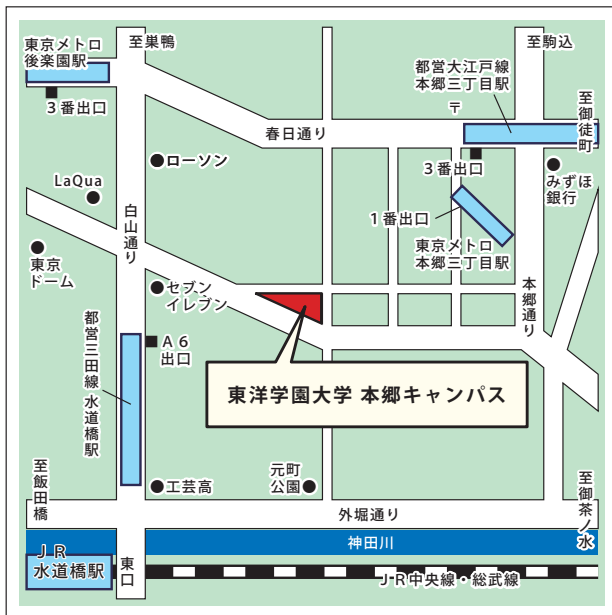 東京メトロ
後楽園駅
至巣鴨
至駒込
都営大江戸線
本郷三丁目駅
〒
至御徒町
3番出口
春日通り
ローソン
3番出口
みずほ
銀行
LaQua
白山通り
1番出口
東京メトロ
本郷三丁目駅
東京
ドーム
セブン
イレブン
本郷通り
都営三田線 水道橋駅
A6
出口
東洋学園大学 本郷キャンパス
至飯田橋
工芸高
元町
公園
至御茶ノ水
外堀通り
神田川
JR
水道橋駅
東口
JR中央線・総武線